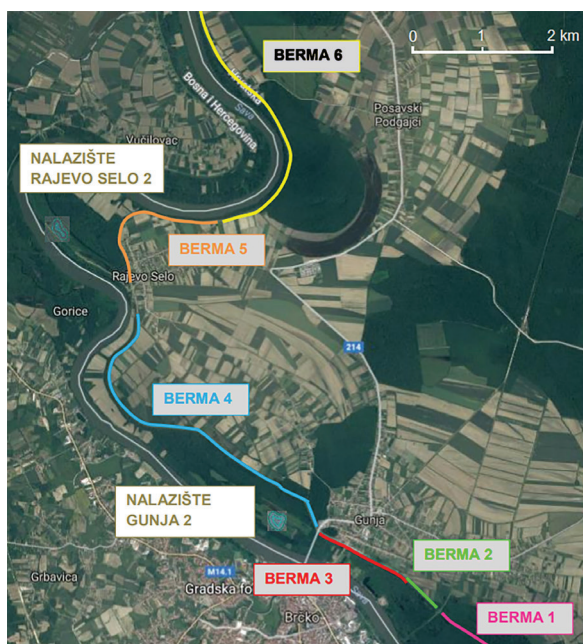 BERMA 6
0 1 2 km
Hrvatska
Sava
Bosna i Hercegovina
Posavski
Podgajci
Vučilovac
NALAZIŠTE
RAJEVO SELO 2
BERMA 5
Rajevo Selo
Gorice
214
BERMA 4
NALAZIŠTE
GUNJA 2
Gunja
BERMA 2
M14.1
BERMA 3
Grbavica
Gradska fo
Brčko
BERMA 1